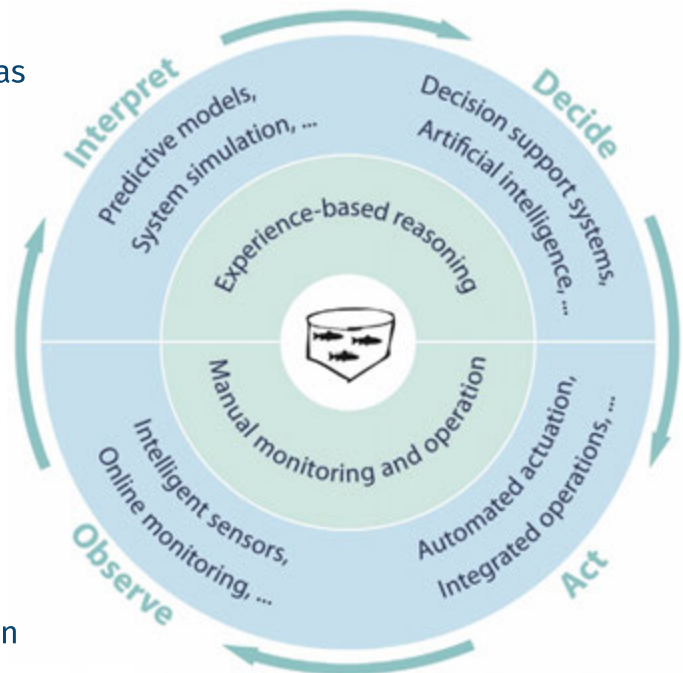 as
Interpret
Predictive models,
System simulation, ...
Decide
Decision support systems,
Artificial intelligence, ...
Experience-based reasoning
Manual monitoring and operation
Observe
Intelligent sensors,
Online monitoring, ...
Act
Automated actuation,
Integrated operations, ...
n